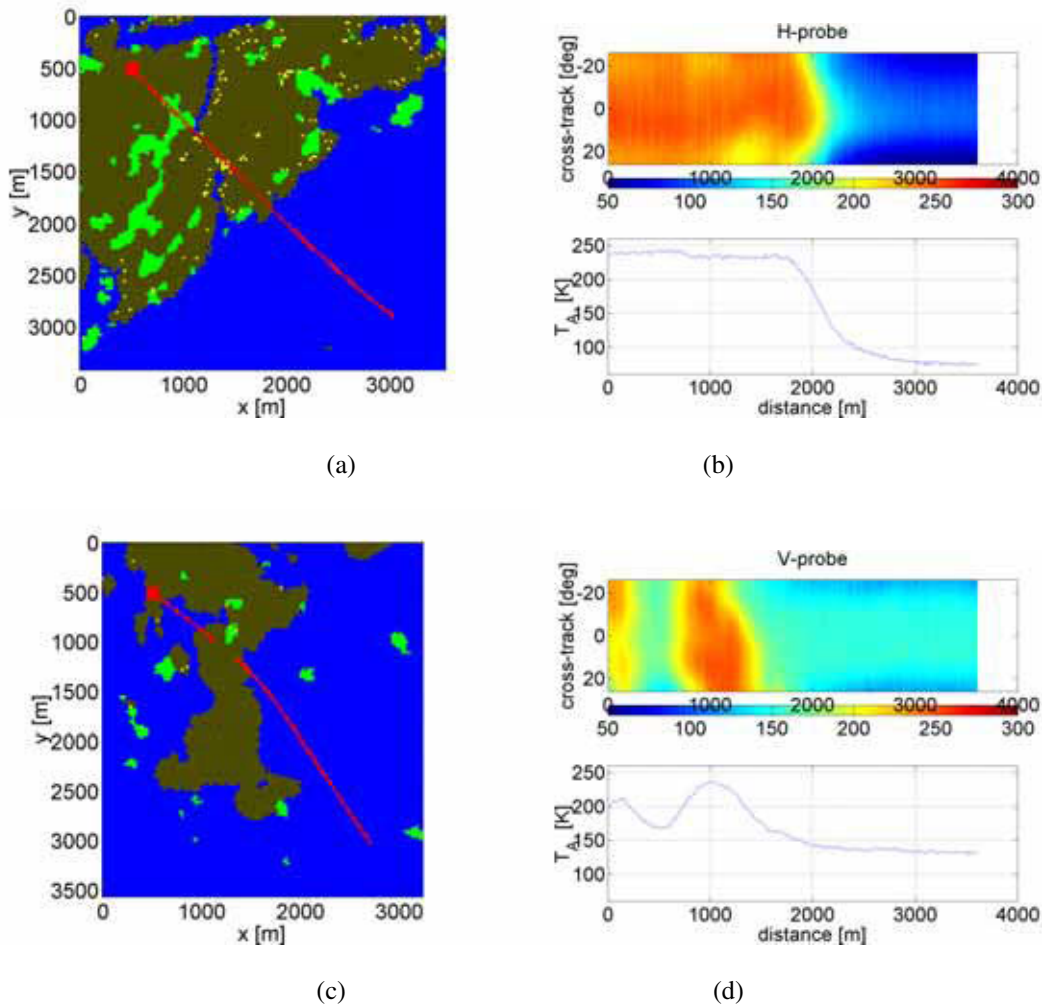 0
500
1000
1500
2000
2500
3000
y [m]
0 1000 2000 3000
x [m]
(a)
H-probe
-20
0
20
cross-track [deg]
0 1000 2000 3000 4000
50 100 150 200 250 300
250
200
150
100
T_A [K]
0 1000 2000 3000 4000
distance [m]
(b)
0
500
1000
1500
2000
2500
3000
3500
y [m]
0 1000 2000 3000
x [m]
(c)
V-probe
-20
0
20
cross-track [deg]
0 1000 2000 3000 4000
50 100 150 200 250 300
250
200
150
100
T_A [K]
0 1000 2000 3000 4000
distance [m]
(d)